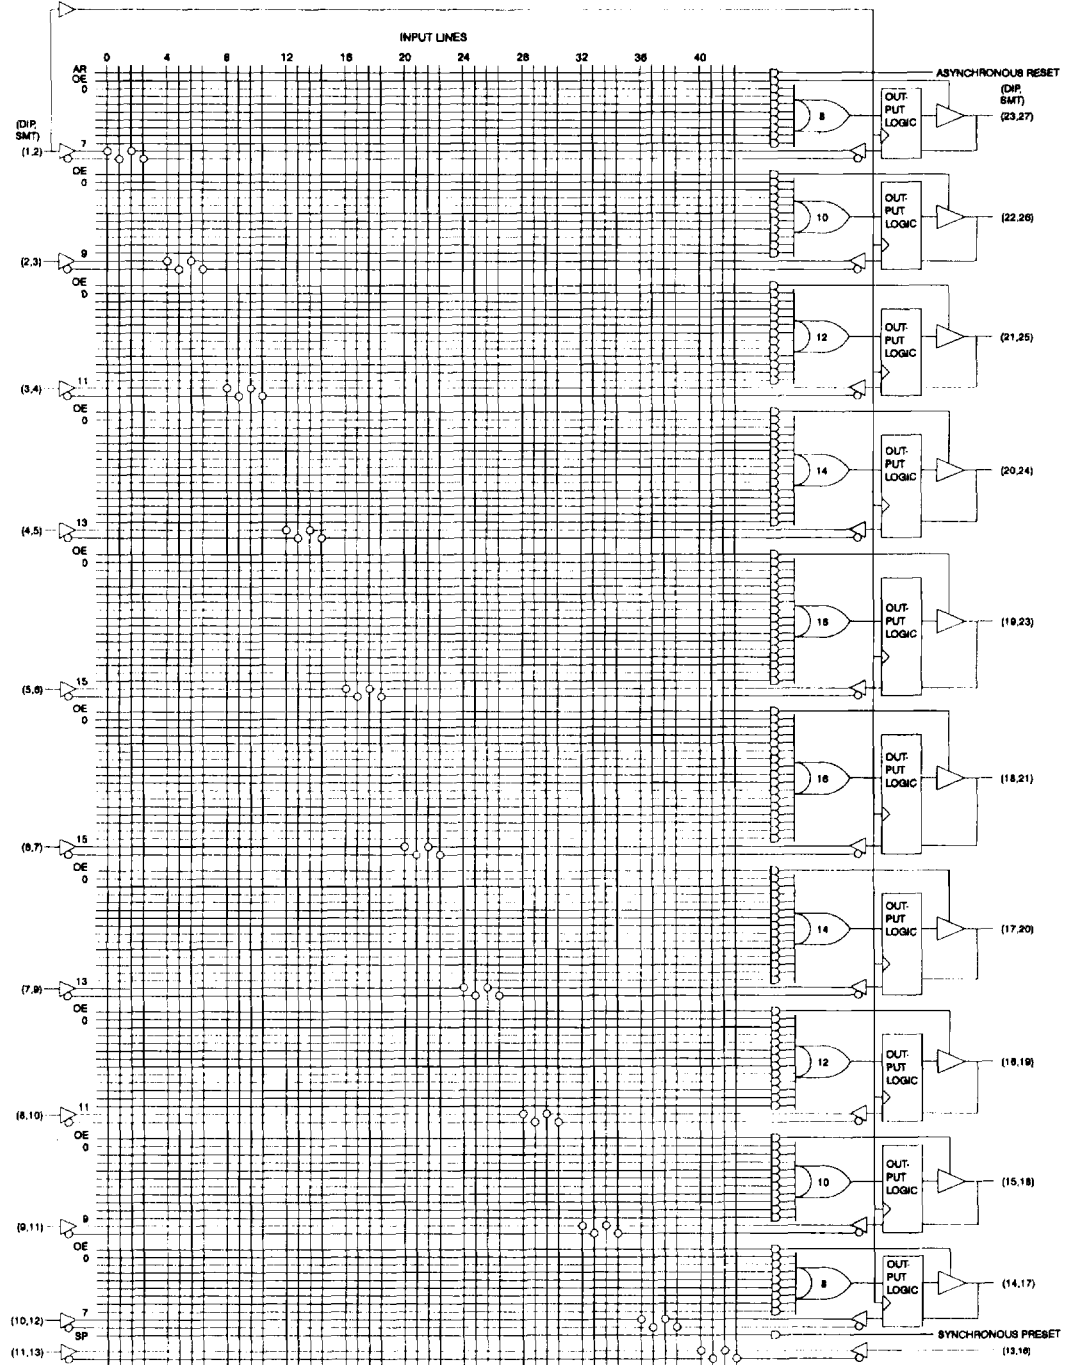 INPUT LINES
0 4 8 12 16 20 24 28 32 36 40
AR
OE
0
ASYNCHRONOUS RESET
(DIP, SMT)
(DIP, SMT)
8
OUT-PUT LOGIC
(23,27)
7
(1,2)
OE
0
10
OUT-PUT LOGIC
(22,26)
9
(2,3)
OE
0
12
OUT-PUT LOGIC
(21,25)
11
(3,4)
OE
0
14
OUT-PUT LOGIC
(20,24)
13
(4,5)
OE
0
16
OUT-PUT LOGIC
(19,23)
15
(5,6)
OE
0
16
OUT-PUT LOGIC
(18,21)
15
(6,7)
OE
0
14
OUT-PUT LOGIC
(17,20)
13
(7,9)
OE
0
12
OUT-PUT LOGIC
(16,19)
11
(8,10)
OE
0
10
OUT-PUT LOGIC
(15,18)
9
(9,11)
OE
0
8
OUT-PUT LOGIC
(14,17)
7
(10,12)
SP
SYNCHRONOUS PRESET
(11,13)
(13,16)